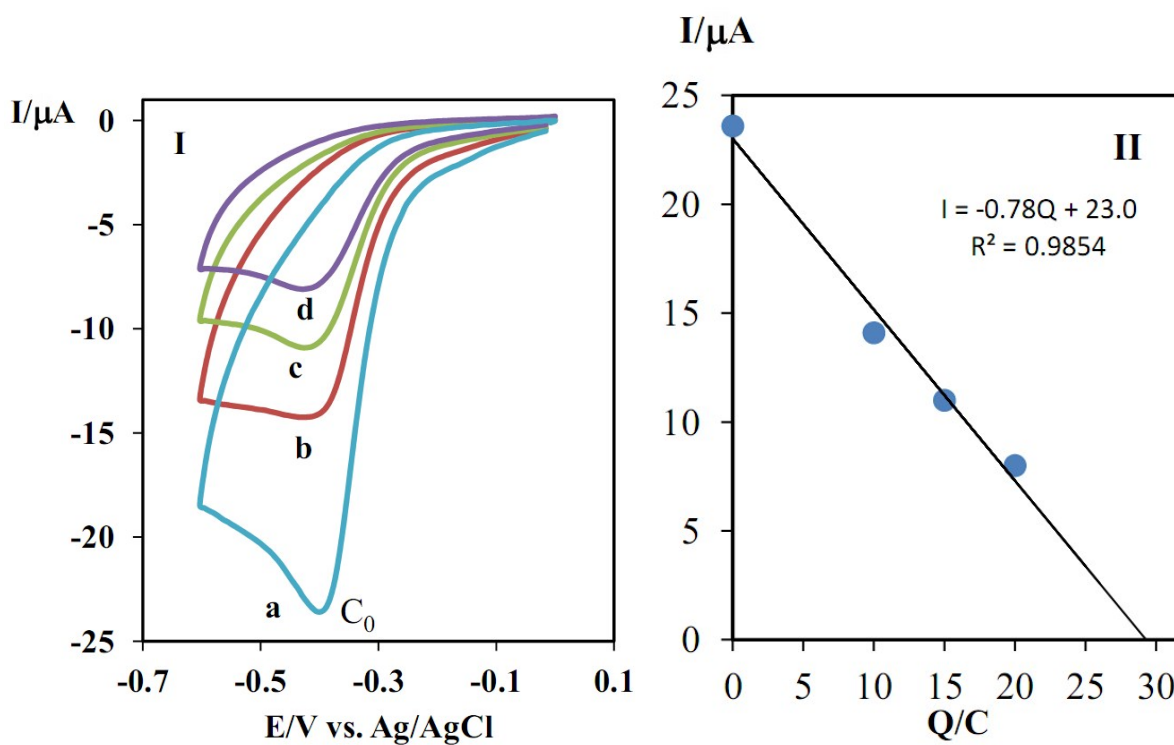 I/μA
I
0
-5
-10
-15
-20
-25
d
c
b
a
C₀
-0.7 -0.5 -0.3 -0.1 0.1
E/V vs. Ag/AgCl
I/μA
II
I = -0.78Q + 23.0
R² = 0.9854
25
20
15
10
5
0
0 5 10 15 20 25 30
Q/C